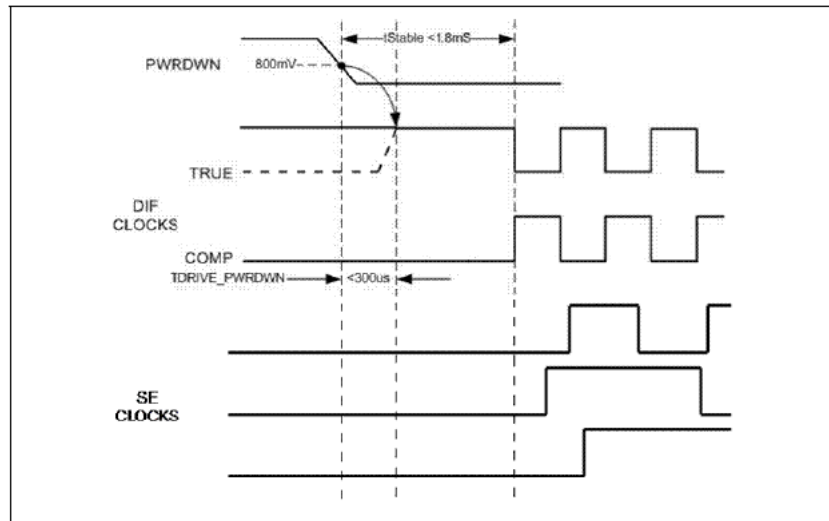 tStable <1.8mS
PWRDWN
800mV
TRUE
DIF
CLOCKS
COMP
TDRIVE_PWRDWN
<300us
SE
CLOCKS